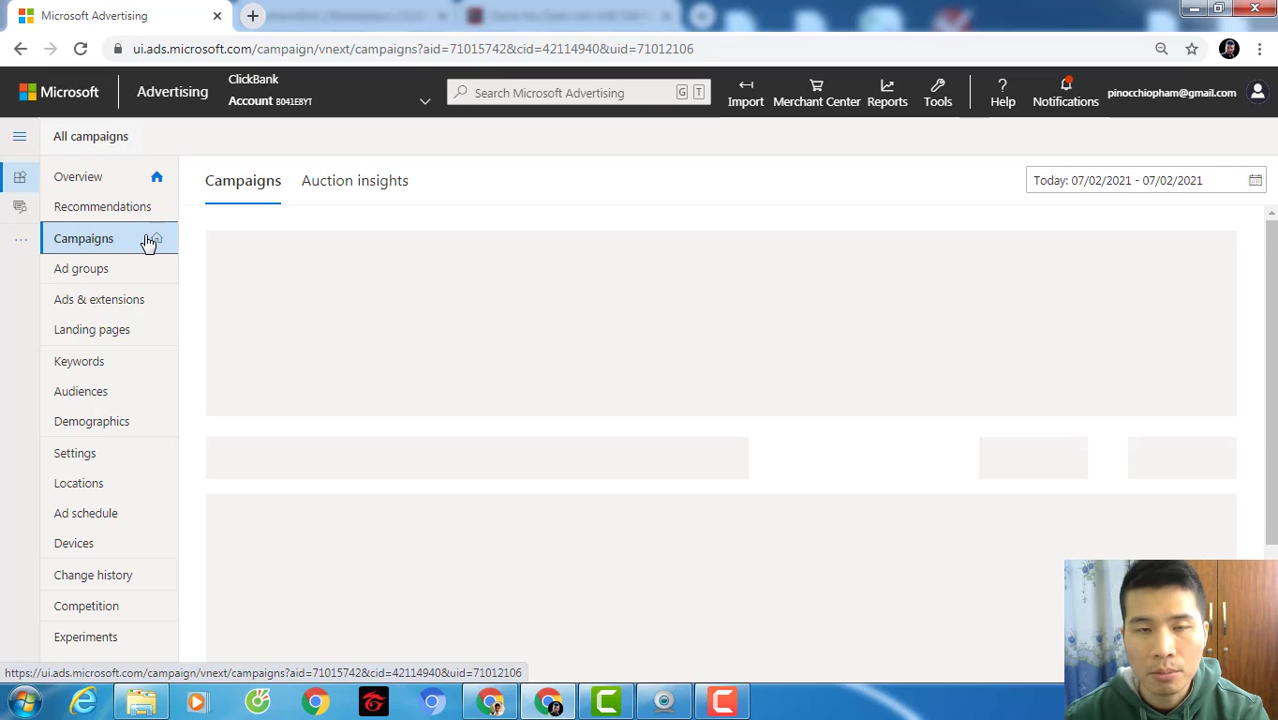 Microsoft Advertising
ui.ads.microsoft.com/campaign/vnext/campaigns?aid=71015742&cid=42114940&uid=71012106
Microsoft
Advertising
ClickBank
Account B041EBYT
Search Microsoft Advertising
G T
Import
Merchant Center
Reports
Tools
Help
Notifications
pinocchiopham@gmail.com
All campaigns
Overview
Recommendations
Campaigns
Ad groups
Ads & extensions
Landing pages
Keywords
Audiences
Demographics
Settings
Locations
Ad schedule
Devices
Change history
Competition
Experiments
Campaigns
Auction insights
Today: 07/02/2021 - 07/02/2021
https://ui.ads.microsoft.com/campaign/vnext/campaigns?aid=71015742&cid=42114940&uid=71012106